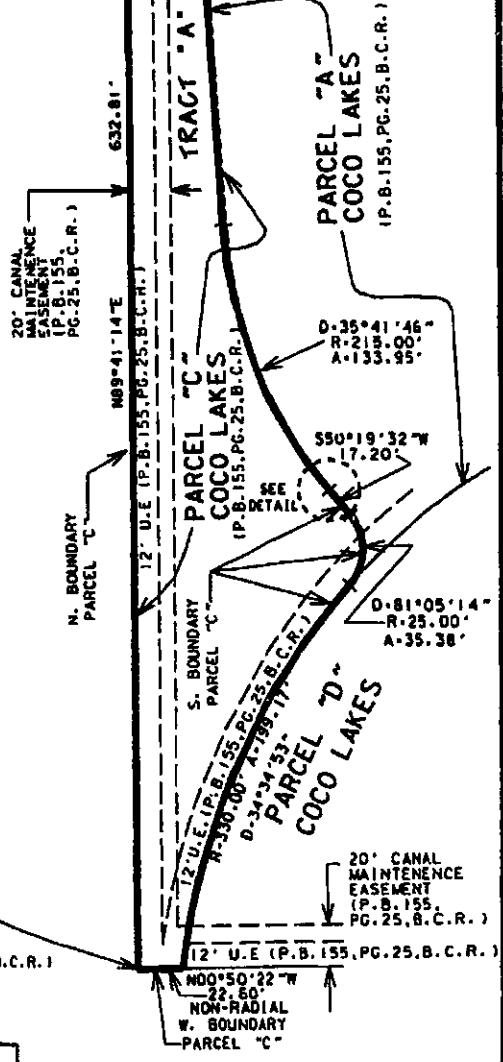 632.81'
TRACT "A"
20' CANAL
MAINTENENCE
EASEMENT
(P.B.155,
PG.25,B.C.R.)
N89°41'14"E
12' U.E (P.B.155,PG.25,B.C.R.)
PARCEL "C"
COCO LAKES
(P.B.155,PG.25,B.C.R.)
PARCEL "A"
COCO LAKES
(P.B.155,PG.25,B.C.R.)
D=35°41'46"
R=215.00'
A=133.95'
S50°19'32"W
17.20'
SEE
DETAIL
N. BOUNDARY
PARCEL "C"
S. BOUNDARY
PARCEL "C"
D=81°05'14"
R=25.00'
A=35.38'
12'U.E.(P.B.155,PG.25,B.C.R.)
R=330.00' A=199.17'
D=34°34'53"
PARCEL "D"
COCO LAKES
20' CANAL
MAINTENENCE
EASEMENT
(P.B.155,
PG.25,B.C.R.)
.C.R.)
12' U.E (P.B.155,PG.25,B.C.R.)
N00°50'22"W
22.60'
NON-RADIAL
W. BOUNDARY
PARCEL "C"